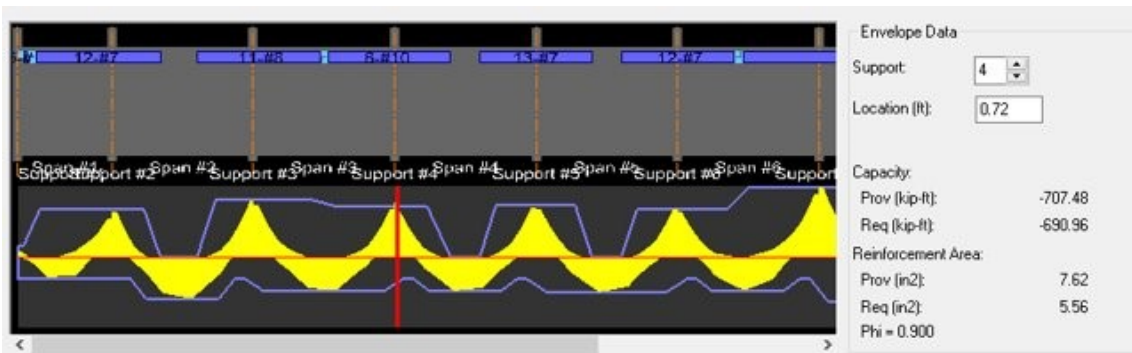 12-#7 11-#8 6-#10 13-#7 12-#7
Span #1 Span #2 Span #3 Span #4 Span #5 Span #6
Support #2 Support #3 Support #4 Support #5 Support #6 Support
Envelope Data
Support: 4
Location (ft): 0.72
Capacity:
Prov (kip-ft): -707.48
Req (kip-ft): -690.96
Reinforcement Area:
Prov (in2): 7.62
Req (in2): 5.56
Phi = 0.900